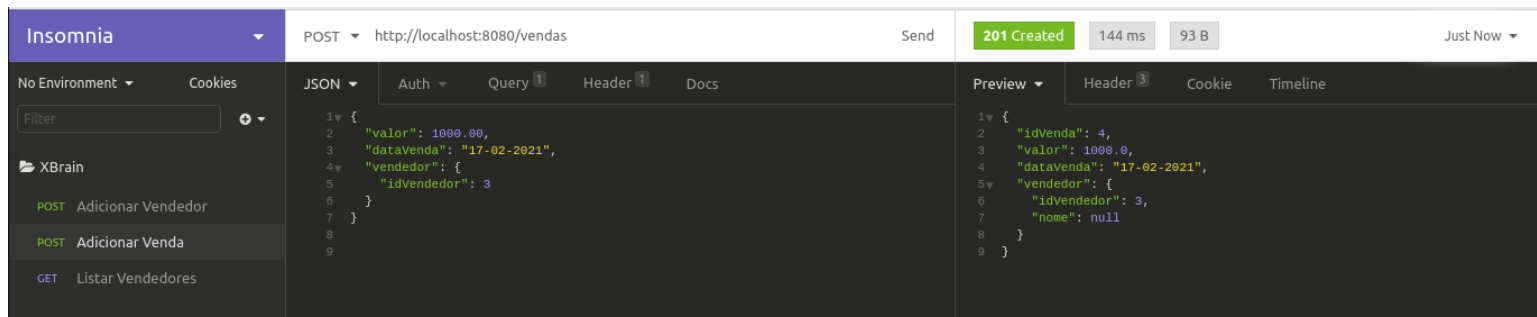 Insomnia
POST http://localhost:8080/vendas Send
201 Created 144 ms 93 B Just Now
No Environment Cookies
JSON Auth Query 1 Header 1 Docs
Preview Header 3 Cookie Timeline
Filter
XBrain
POST Adicionar Vendedor
POST Adicionar Venda
GET Listar Vendedores
1 {
2 "valor": 1000.00,
3 "dataVenda": "17-02-2021",
4 "vendedor": {
5 "idVendedor": 3
6 }
7 }
8
9
1 {
2 "idVenda": 4,
3 "valor": 1000.0,
4 "dataVenda": "17-02-2021",
5 "vendedor": {
6 "idVendedor": 3,
7 "nome": null
8 }
9 }